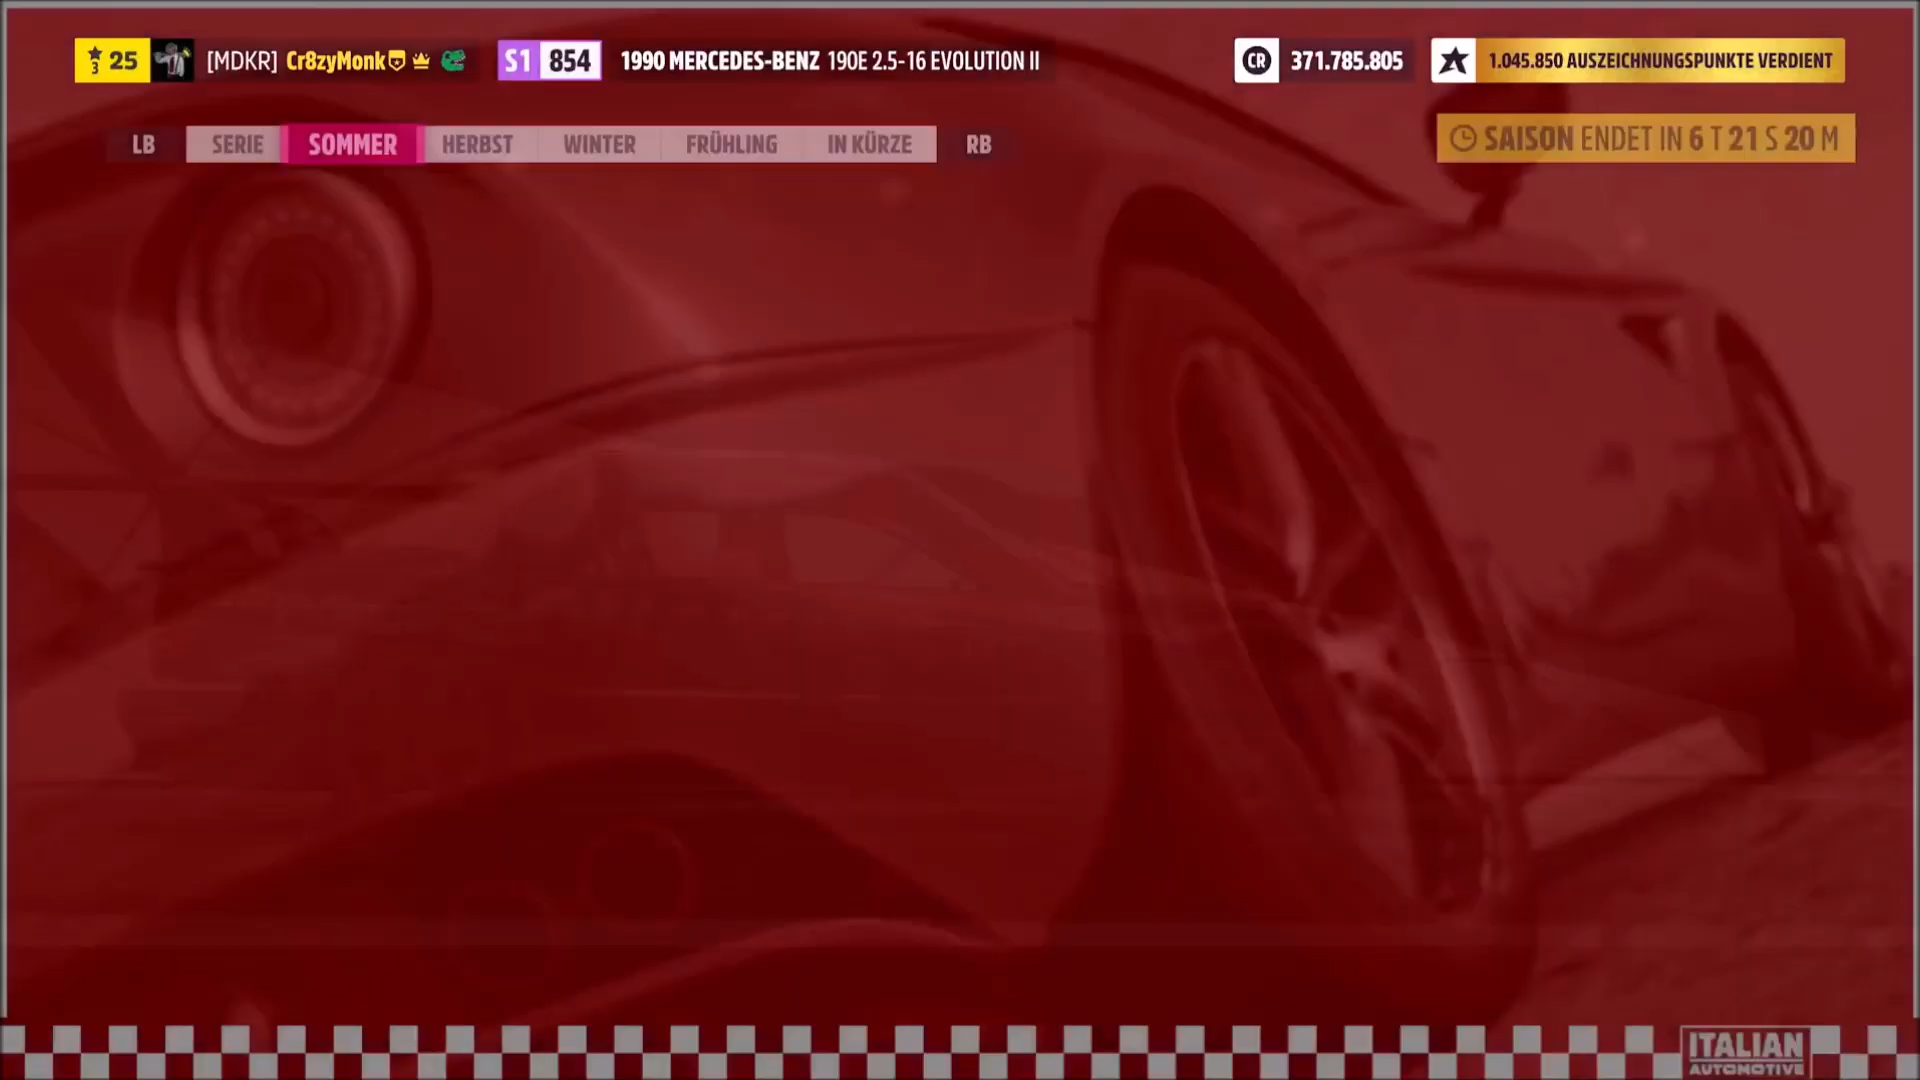 3 25 [MDKR] Cr8zyMonk S1 854 1990 MERCEDES-BENZ 190E 2.5-16 EVOLUTION II CR 371.785.805 1.045.850 AUSZEICHNUNGSPUNKTE VERDIENT
LB SERIE SOMMER HERBST WINTER FRÜHLING IN KÜRZE RB SAISON ENDET IN 6 T 21 S 20 M
ITALIAN
AUTOMOTIVE